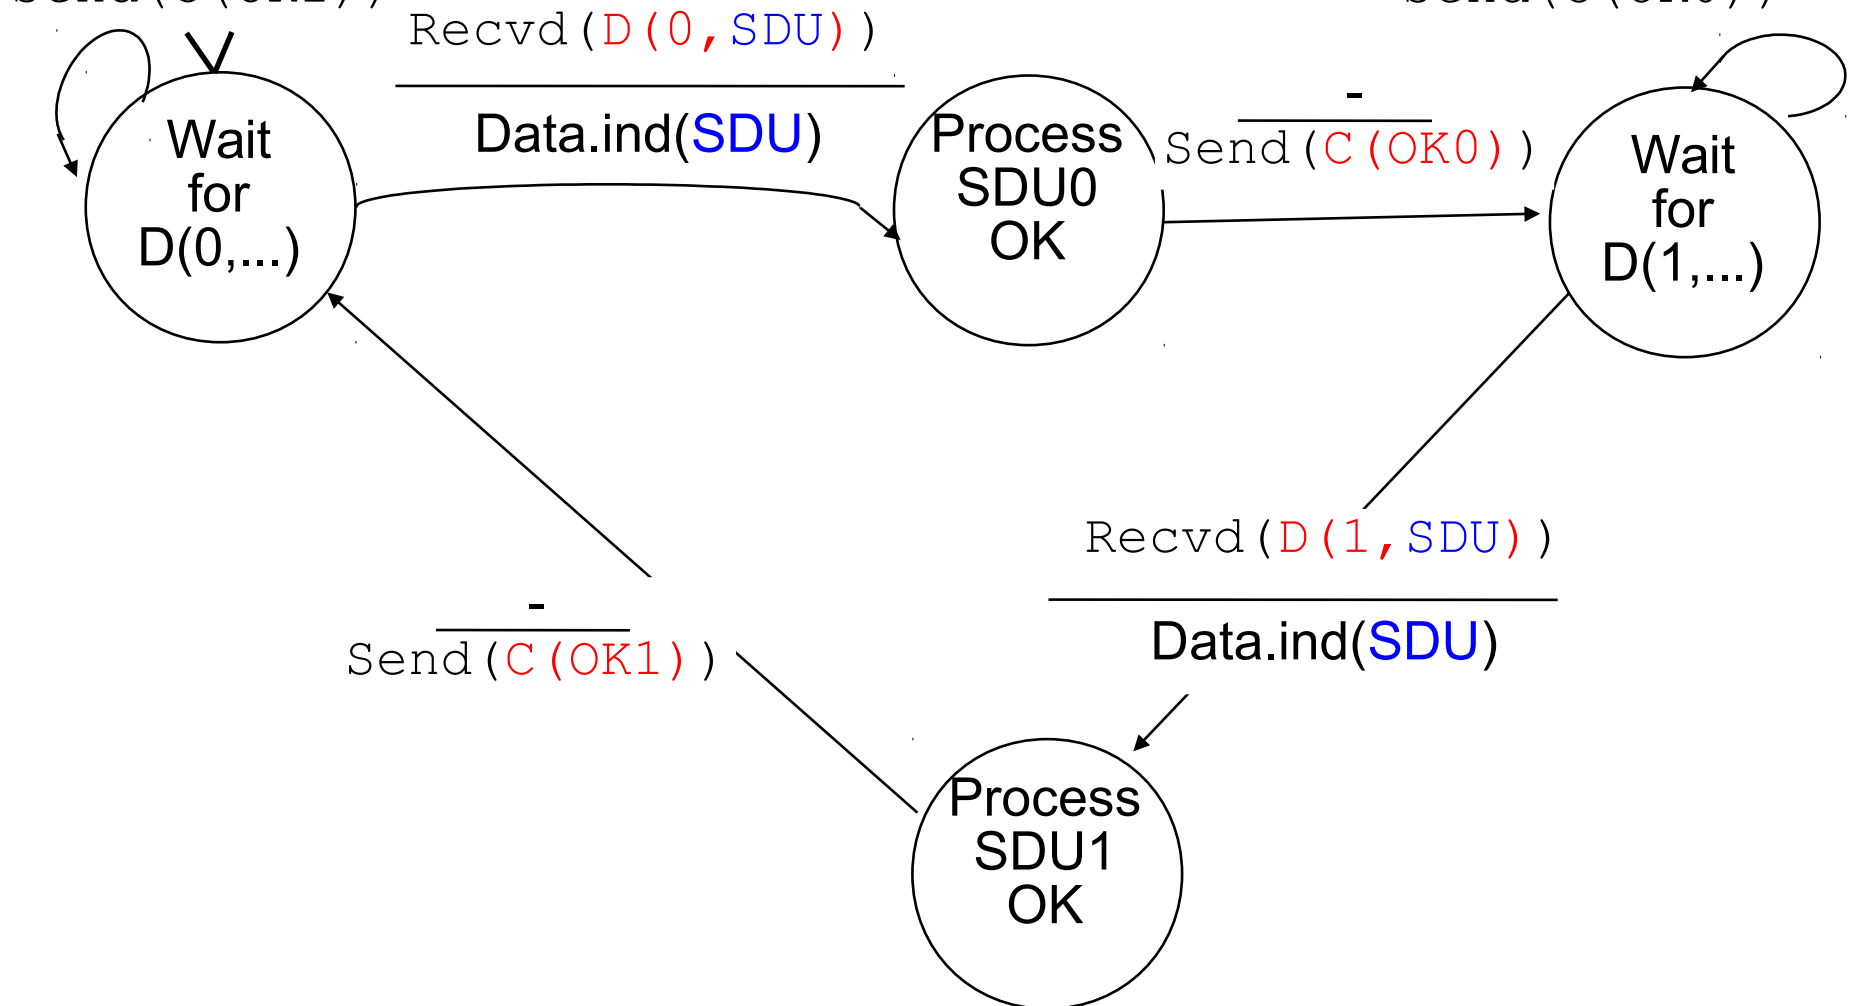 Recvd(D(0,SDU))
Data.ind(SDU)
Wait
for
D(0,...)
Process
SDU0
OK
-
Send(C(OK0))
Wait
for
D(1,...)
Recvd(D(1,SDU))
Data.ind(SDU)
-
Send(C(OK1))
Process
SDU1
OK